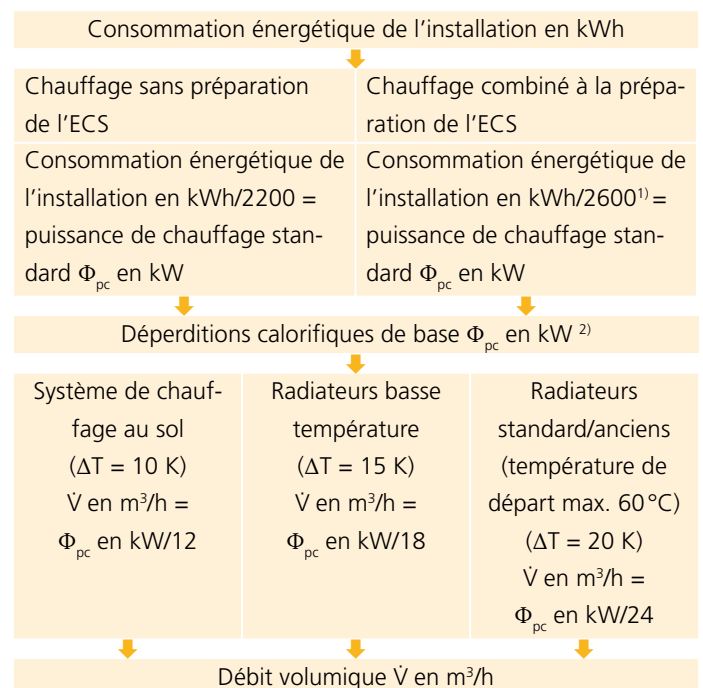 Consommation énergétique de l’installation en kWh
Chauffage sans préparation
de l’ECS
Chauffage combiné à la prépa-
ration de l’ECS
Consommation énergétique de
l’installation en kWh/2200 =
puissance de chauffage stan-
dard Φpc en kW
Consommation énergétique de
l’installation en kWh/2600¹⁾ =
puissance de chauffage stan-
dard Φpc en kW
Déperditions calorifiques de base Φpc en kW ²⁾
Système de chauf-
fage au sol
(ΔT = 10 K)
V̇ en m³/h =
Φpc en kW/12
Radiateurs basse
température
(ΔT = 15 K)
V̇ en m³/h =
Φpc en kW/18
Radiateurs
standard/anciens
(température de
départ max. 60 °C)
(ΔT = 20 K)
V̇ en m³/h =
Φpc en kW/24
Débit volumique V̇ en m³/h